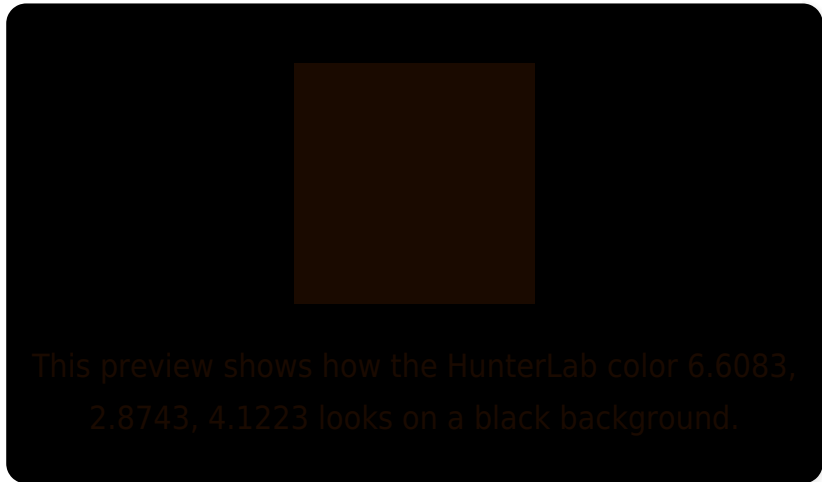 This preview shows how the HunterLab color 6.6083,
2.8743, 4.1223 looks on a black background.